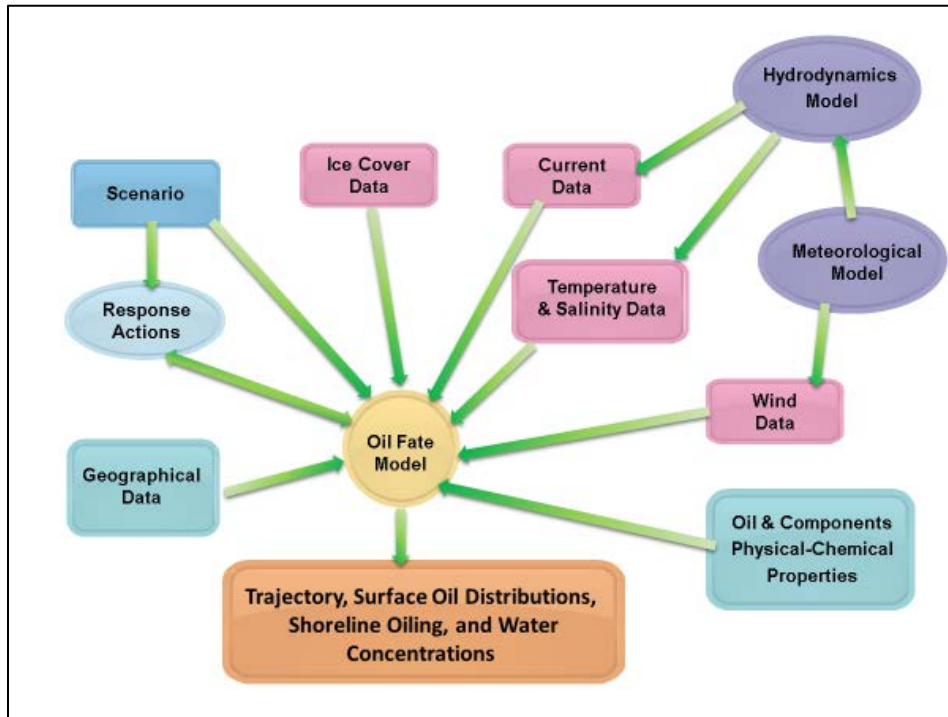 Hydrodynamics
Model
Ice Cover
Data
Current
Data
Scenario
Meteorological
Model
Temperature
& Salinity Data
Response
Actions
Wind
Data
Oil Fate
Model
Geographical
Data
Oil & Components
Physical-Chemical
Properties
Trajectory, Surface Oil Distributions,
Shoreline Oiling, and Water
Concentrations